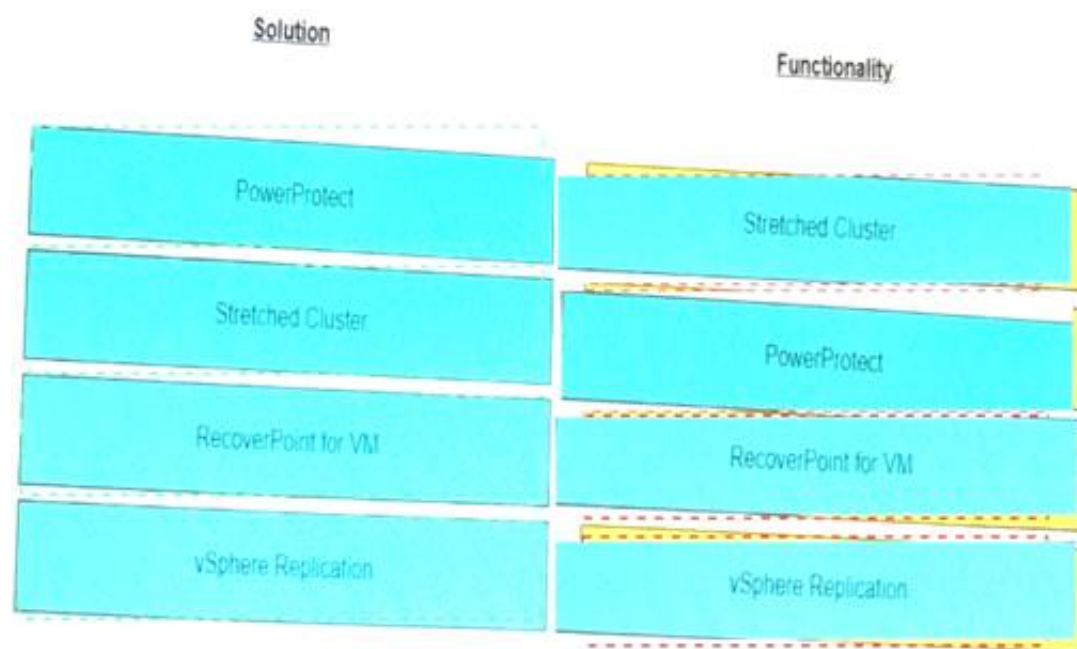 Solution
Functionality
PowerProtect
Stretched Cluster
Stretched Cluster
PowerProtect
RecoverPoint for VM
RecoverPoint for VM
vSphere Replication
vSphere Replication